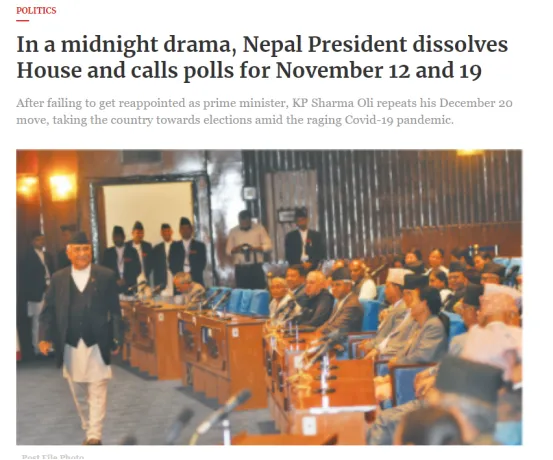 POLITICS
In a midnight drama, Nepal President dissolves
House and calls polls for November 12 and 19
After failing to get reappointed as prime minister, KP Sharma Oli repeats his December 20
move, taking the country towards elections amid the raging Covid-19 pandemic.
Post File Photo